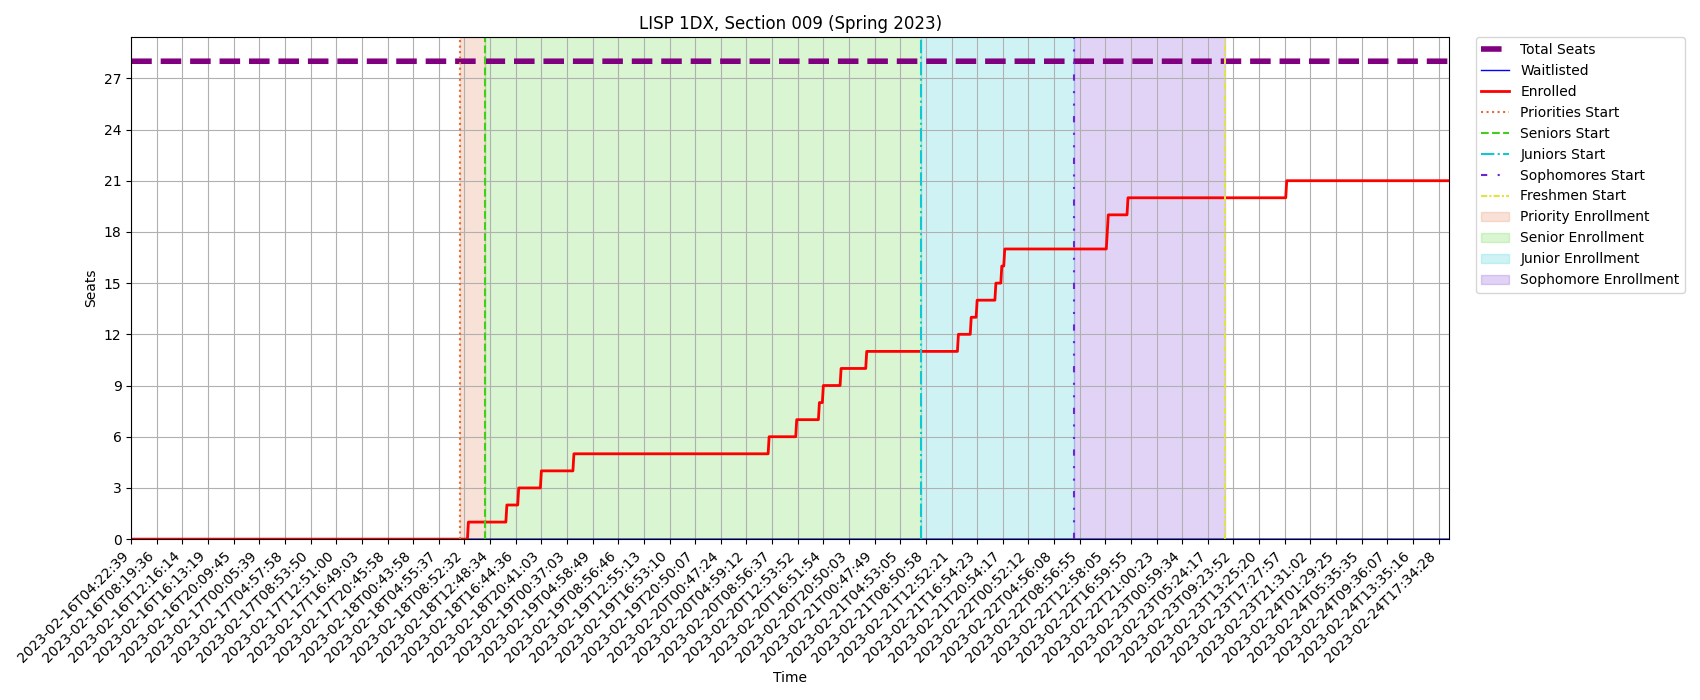 LISP 1DX, Section 009 (Spring 2023)
Seats
27
24
21
18
15
12
9
6
3
0
2023-02-16T04:22:39
2023-02-16T08:19:36
2023-02-16T12:16:14
2023-02-16T16:13:19
2023-02-16T20:09:45
2023-02-17T00:05:39
2023-02-17T04:57:58
2023-02-17T08:53:50
2023-02-17T12:51:00
2023-02-17T16:49:03
2023-02-17T20:45:58
2023-02-18T00:43:58
2023-02-18T04:55:37
2023-02-18T08:52:32
2023-02-18T12:48:34
2023-02-18T16:44:36
2023-02-18T20:41:03
2023-02-19T00:37:03
2023-02-19T04:58:49
2023-02-19T08:56:46
2023-02-19T12:55:13
2023-02-19T16:53:10
2023-02-19T20:50:07
2023-02-20T00:47:24
2023-02-20T04:59:12
2023-02-20T08:56:37
2023-02-20T12:53:52
2023-02-20T16:51:54
2023-02-20T20:50:03
2023-02-21T00:47:49
2023-02-21T04:53:05
2023-02-21T08:50:58
2023-02-21T12:52:21
2023-02-21T16:54:23
2023-02-21T20:54:17
2023-02-22T00:52:12
2023-02-22T04:56:08
2023-02-22T08:56:55
2023-02-22T12:58:05
2023-02-22T16:59:55
2023-02-22T21:00:23
2023-02-23T00:59:34
2023-02-23T05:24:17
2023-02-23T09:23:52
2023-02-23T13:25:20
2023-02-23T17:27:57
2023-02-23T21:31:02
2023-02-24T01:29:25
2023-02-24T05:35:35
2023-02-24T09:36:07
2023-02-24T13:35:16
2023-02-24T17:34:28
Time
Total Seats
Waitlisted
Enrolled
Priorities Start
Seniors Start
Juniors Start
Sophomores Start
Freshmen Start
Priority Enrollment
Senior Enrollment
Junior Enrollment
Sophomore Enrollment